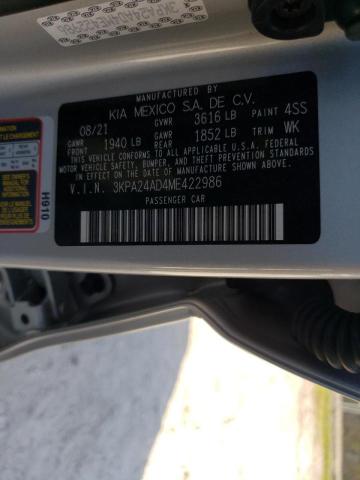 KIA MEXICO S.A. DE C.V.
08/21 GVWR 3616 LB PAINT 4SS
GAWR FRONT 1940 LB GAWR REAR 1852 LB TRIM WK
THIS VEHICLE CONFORMS TO ALL APPLICABLE U.S.A. FEDERAL
MOTOR VEHICLE SAFETY, BUMPER, AND THEFT PREVENTION
STANDARDS IN EFFECT ON THE DATE OF MANUFACTURE SHOWN ABOVE.
V.I.N. 3KPA24AD4ME422986
PASSENGER CAR
H910